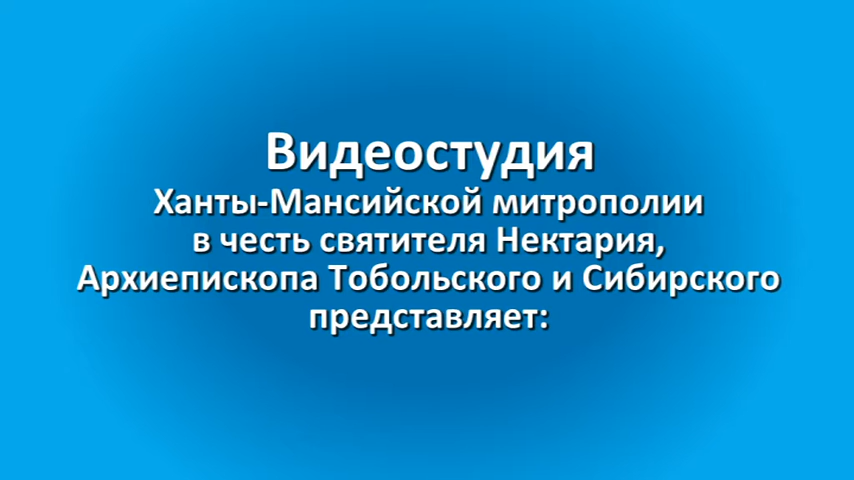 Видеостудия
Ханты-Мансийской митрополии
в честь святителя Нектария,
Архиепископа Тобольского и Сибирского
представляет: